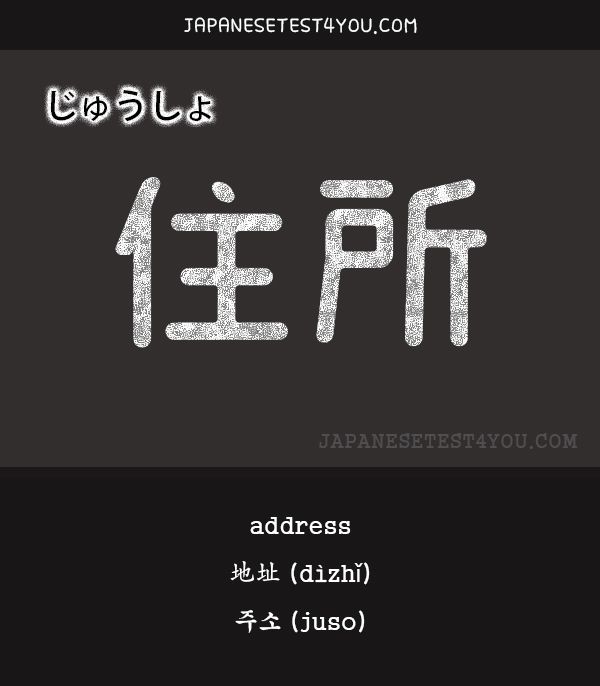 JAPANESETEST4YOU.COM
じゅうしょ
住所
JAPANESETEST4YOU.COM
address
地址 (dìzhǐ)
주소 (juso)